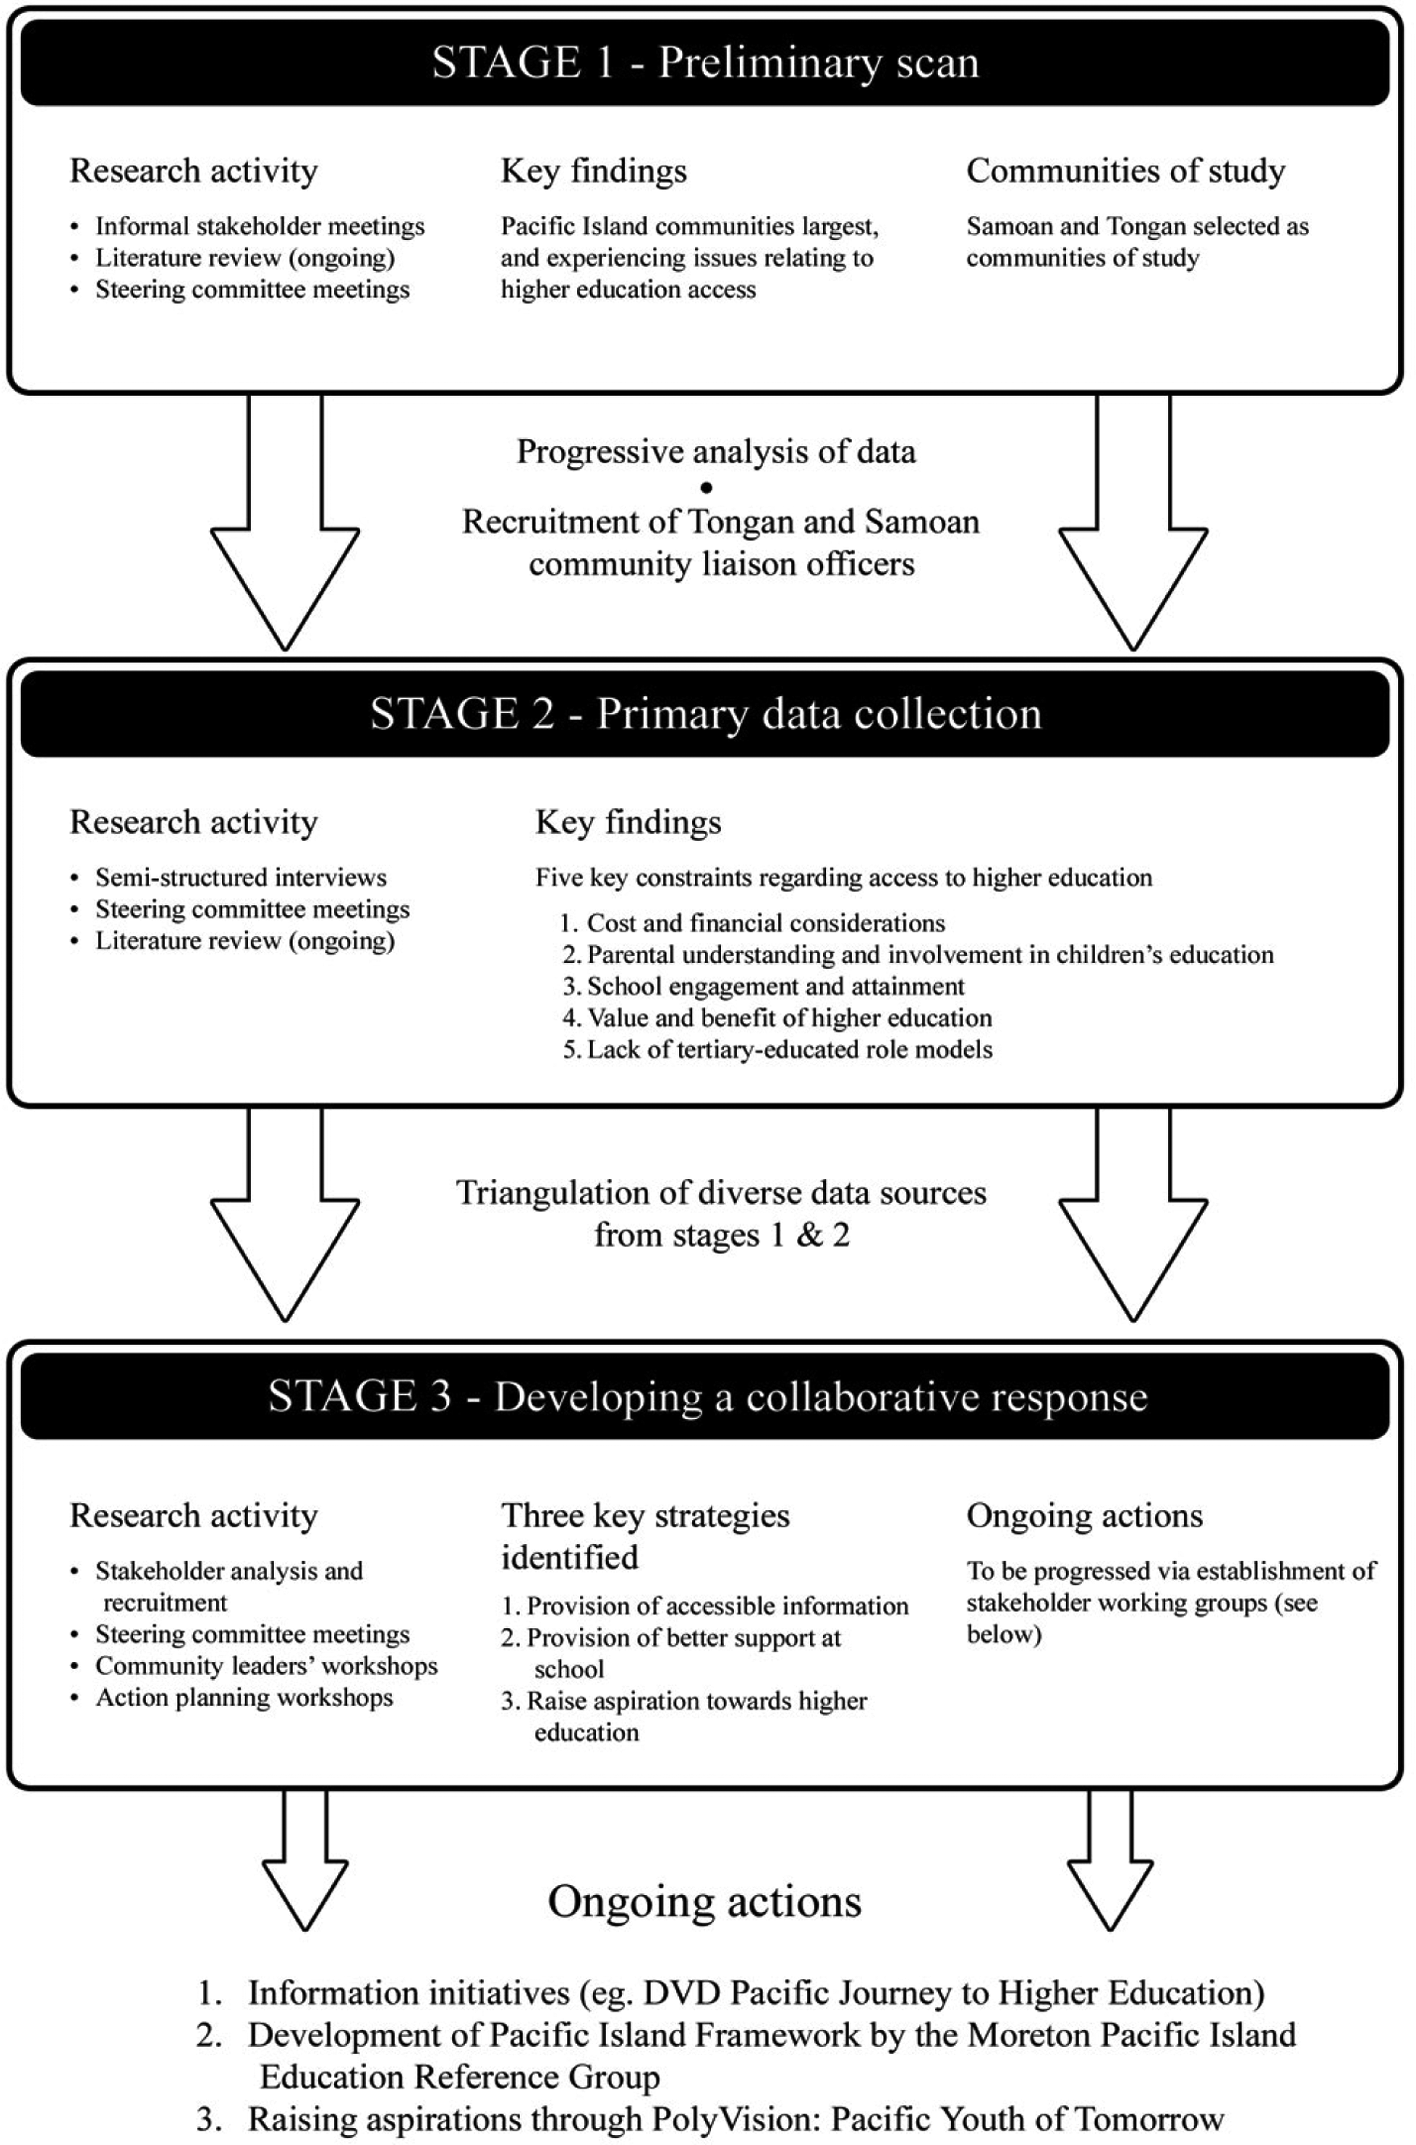 STAGE 1 - Preliminary scan
Research activity
• Informal stakeholder meetings
• Literature review (ongoing)
• Steering committee meetings
Key findings
Pacific Island communities largest,
and experiencing issues relating to
higher education access
Communities of study
Samoan and Tongan selected as
communities of study
Progressive analysis of data
•
Recruitment of Tongan and Samoan
community liaison officers
STAGE 2 - Primary data collection
Research activity
• Semi-structured interviews
• Steering committee meetings
• Literature review (ongoing)
Key findings
Five key constraints regarding access to higher education
1. Cost and financial considerations
2. Parental understanding and involvement in children’s education
3. School engagement and attainment
4. Value and benefit of higher education
5. Lack of tertiary-educated role models
Triangulation of diverse data sources
from stages 1 & 2
STAGE 3 - Developing a collaborative response
Research activity
• Stakeholder analysis and
recruitment
• Steering committee meetings
• Community leaders’ workshops
• Action planning workshops
Three key strategies
identified
1. Provision of accessible information
2. Provision of better support at
school
3. Raise aspiration towards higher
education
Ongoing actions
To be progressed via establishment of
stakeholder working groups (see
below)
Ongoing actions
1. Information initiatives (eg. DVD Pacific Journey to Higher Education)
2. Development of Pacific Island Framework by the Moreton Pacific Island
Education Reference Group
3. Raising aspirations through PolyVision: Pacific Youth of Tomorrow